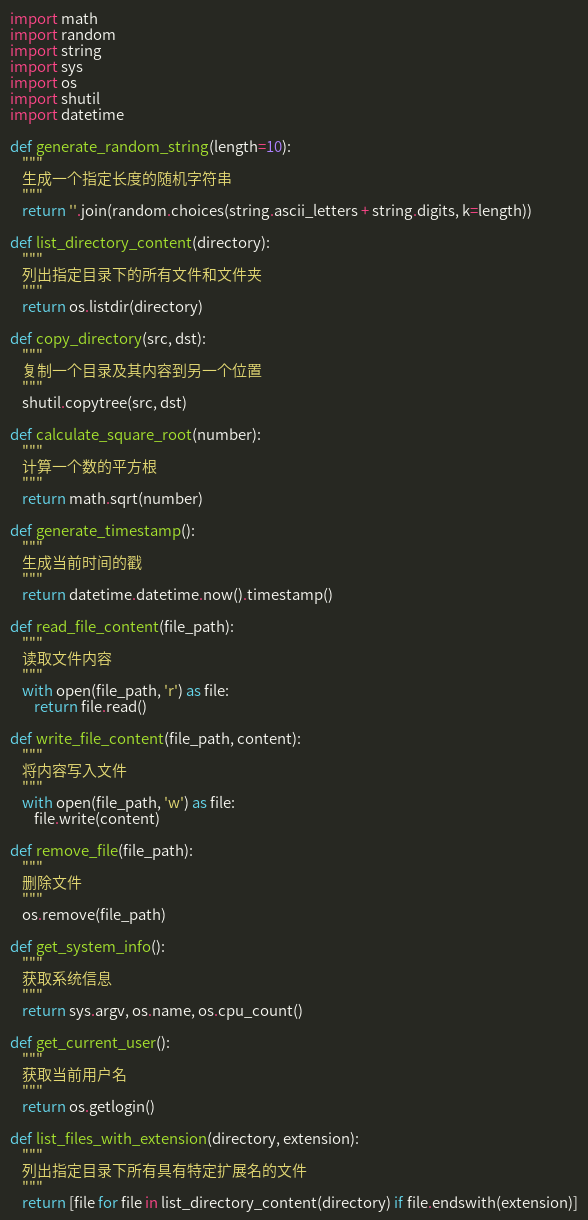 import math
import random
import string
import sys
import os
import shutil
import datetime

def generate_random_string(length=10):
    """
    生成一个指定长度的随机字符串
    """
    return ''.join(random.choices(string.ascii_letters + string.digits, k=length))

def list_directory_content(directory):
    """
    列出指定目录下的所有文件和文件夹
    """
    return os.listdir(directory)

def copy_directory(src, dst):
    """
    复制一个目录及其内容到另一个位置
    """
    shutil.copytree(src, dst)

def calculate_square_root(number):
    """
    计算一个数的平方根
    """
    return math.sqrt(number)

def generate_timestamp():
    """
    生成当前时间的戳
    """
    return datetime.datetime.now().timestamp()

def read_file_content(file_path):
    """
    读取文件内容
    """
    with open(file_path, 'r') as file:
        return file.read()

def write_file_content(file_path, content):
    """
    将内容写入文件
    """
    with open(file_path, 'w') as file:
        file.write(content)

def remove_file(file_path):
    """
    删除文件
    """
    os.remove(file_path)

def get_system_info():
    """
    获取系统信息
    """
    return sys.argv, os.name, os.cpu_count()

def get_current_user():
    """
    获取当前用户名
    """
    return os.getlogin()

def list_files_with_extension(directory, extension):
    """
    列出指定目录下所有具有特定扩展名的文件
    """
    return [file for file in list_directory_content(directory) if file.endswith(extension)]